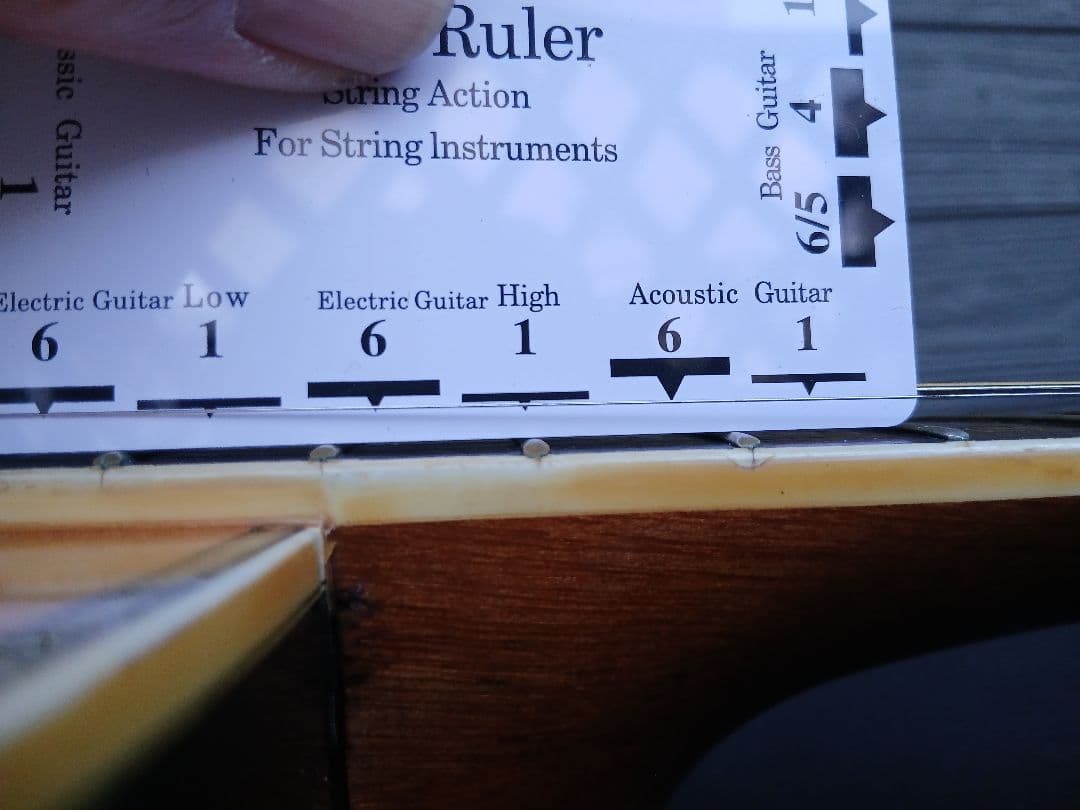 Ruler
String Action
For String Instruments
ssic Guitar
1
Bass Guitar
1
4
6/5
Electric Guitar Low
6 1
Electric Guitar High
6 1
Acoustic Guitar
6 1